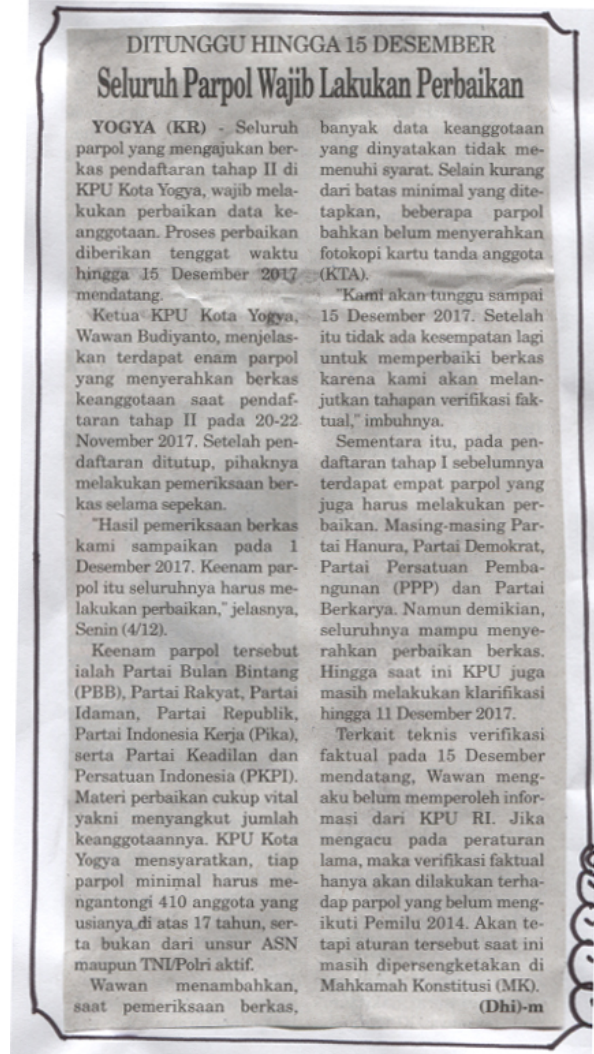 DITUNGGU HINGGA 15 DESEMBER
Seluruh Parpol Wajib Lakukan Perbaikan
YOGYA (KR) - Seluruh
parpol yang mengajukan ber-
kas pendaftaran tahap II di
KPU Kota Yogya, wajib mela-
kukan perbaikan data ke-
anggotaan. Proses perbaikan
diberikan tenggat waktu
hingga 15 Desember 2017
mendatang.
Ketua KPU Kota Yogya,
Wawan Budiyanto, menjelas-
kan terdapat enam parpol
yang menyerahkan berkas
keanggotaan saat pendaf-
taran tahap II pada 20-22
November 2017. Setelah pen-
daftaran ditutup, pihaknya
melakukan pemeriksaan ber-
kas selama sepekan.
"Hasil pemeriksaan berkas
kami sampaikan pada 1
Desember 2017. Keenam par-
pol itu seluruhnya harus me-
lakukan perbaikan," jelasnya,
Senin (4/12).
Keenam parpol tersebut
ialah Partai Bulan Bintang
(PBB), Partai Rakyat, Partai
Idaman, Partai Republik,
Partai Indonesia Kerja (Pika),
serta Partai Keadilan dan
Persatuan Indonesia (PKPI).
Materi perbaikan cukup vital
yakni menyangkut jumlah
keanggotaannya. KPU Kota
Yogya mensyaratkan, tiap
parpol minimal harus me-
ngantongi 410 anggota yang
usianya di atas 17 tahun, ser-
ta bukan dari unsur ASN
maupun TNI/Polri aktif.
Wawan menambahkan,
saat pemeriksaan berkas,
banyak data keanggotaan
yang dinyatakan tidak me-
menuhi syarat. Selain kurang
dari batas minimal yang dite-
tapkan, beberapa parpol
bahkan belum menyerahkan
fotokopi kartu tanda anggota
(KTA).
"Kami akan tunggu sampai
15 Desember 2017. Setelah
itu tidak ada kesempatan lagi
untuk memperbaiki berkas
karena kami akan melan-
jutkan tahapan verifikasi fak-
tual," imbuhnya.
Sementara itu, pada pen-
daftaran tahap I sebelumnya
terdapat empat parpol yang
juga harus melakukan per-
baikan. Masing-masing Par-
tai Hanura, Partai Demokrat,
Partai Persatuan Pemba-
ngunan (PPP) dan Partai
Berkarya. Namun demikian,
seluruhnya mampu menye-
rahkan perbaikan berkas.
Hingga saat ini KPU juga
masih melakukan klarifikasi
hingga 11 Desember 2017.
Terkait teknis verifikasi
faktual pada 15 Desember
mendatang, Wawan meng-
aku belum memperoleh infor-
masi dari KPU RI. Jika
mengacu pada peraturan
lama, maka verifikasi faktual
hanya akan dilakukan terha-
dap parpol yang belum meng-
ikuti Pemilu 2014. Akan te-
tapi aturan tersebut saat ini
masih dipersengketakan di
Mahkamah Konstitusi (MK).
(Dhi)-m